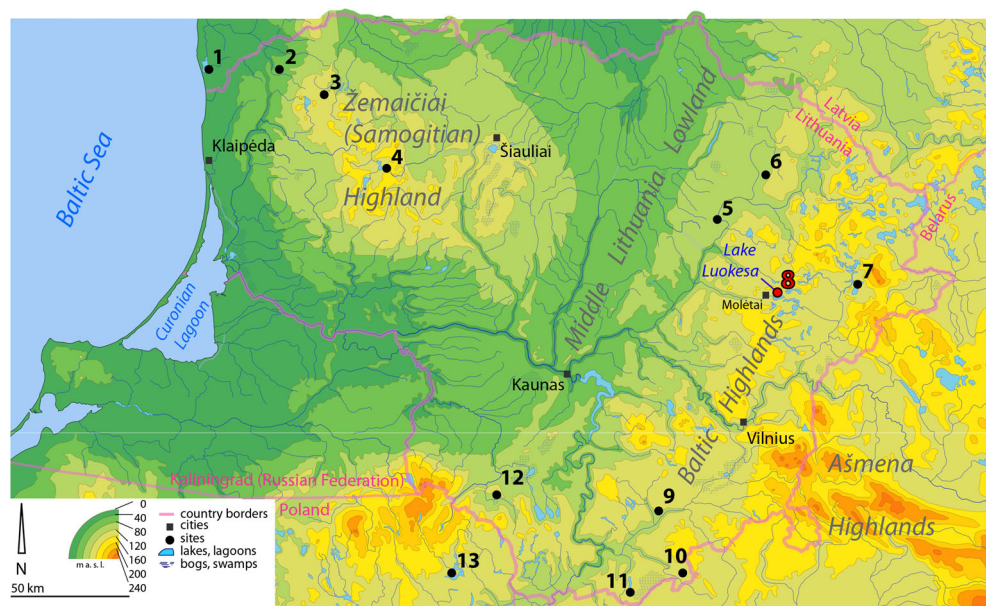 1
2
3
Žemaičiai
(Samogitian)
Highland
4
Šiauliai
Klaipėda
Baltic Sea
Curonian
Lagoon
Middle Lithuania Lowland
Latvia
Lithuania
Belarus
6
5
Lake
Luokesa
8
7
Molėtai
Kaunas
Baltic Highlands
Vilnius
Ašmena
Highlands
Kaliningrad (Russian Federation)
Poland
12
9
10
11
13
N
50 km
0
40
80
120
160
200
240
m a. s. l.
country borders
cities
sites
lakes, lagoons
bogs, swamps